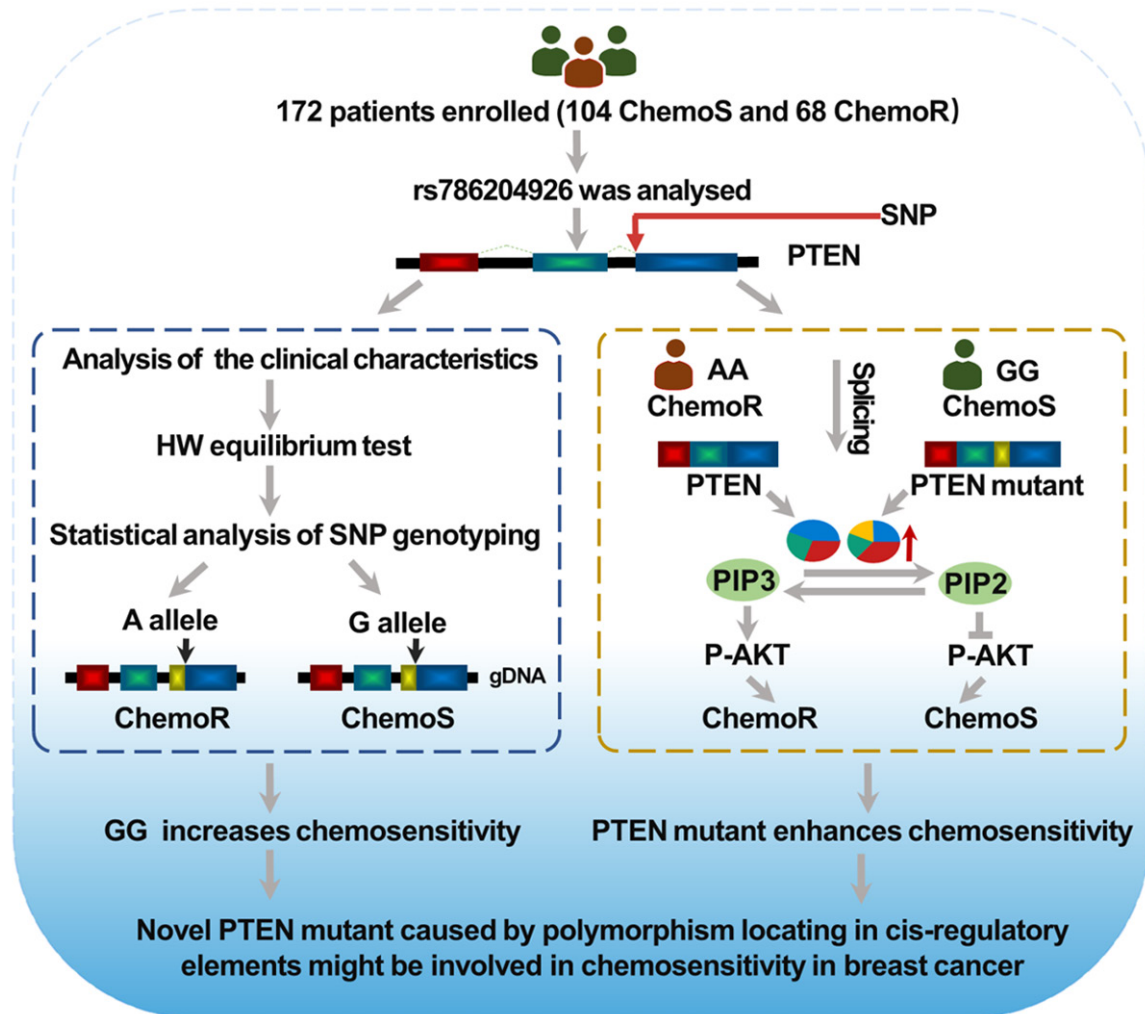 172 patients enrolled (104 ChemoS and 68 ChemoR)
rs786204926 was analysed
SNP
PTEN
Analysis of the clinical characteristics
HW equilibrium test
Statistical analysis of SNP genotyping
A allele
G allele
gDNA
ChemoR
ChemoS
GG increases chemosensitivity
AA
ChemoR
Splicing
GG
ChemoS
PTEN
PTEN mutant
PIP3
PIP2
P-AKT
P-AKT
ChemoR
ChemoS
PTEN mutant enhances chemosensitivity
Novel PTEN mutant caused by polymorphism locating in cis-regulatory
elements might be involved in chemosensitivity in breast cancer